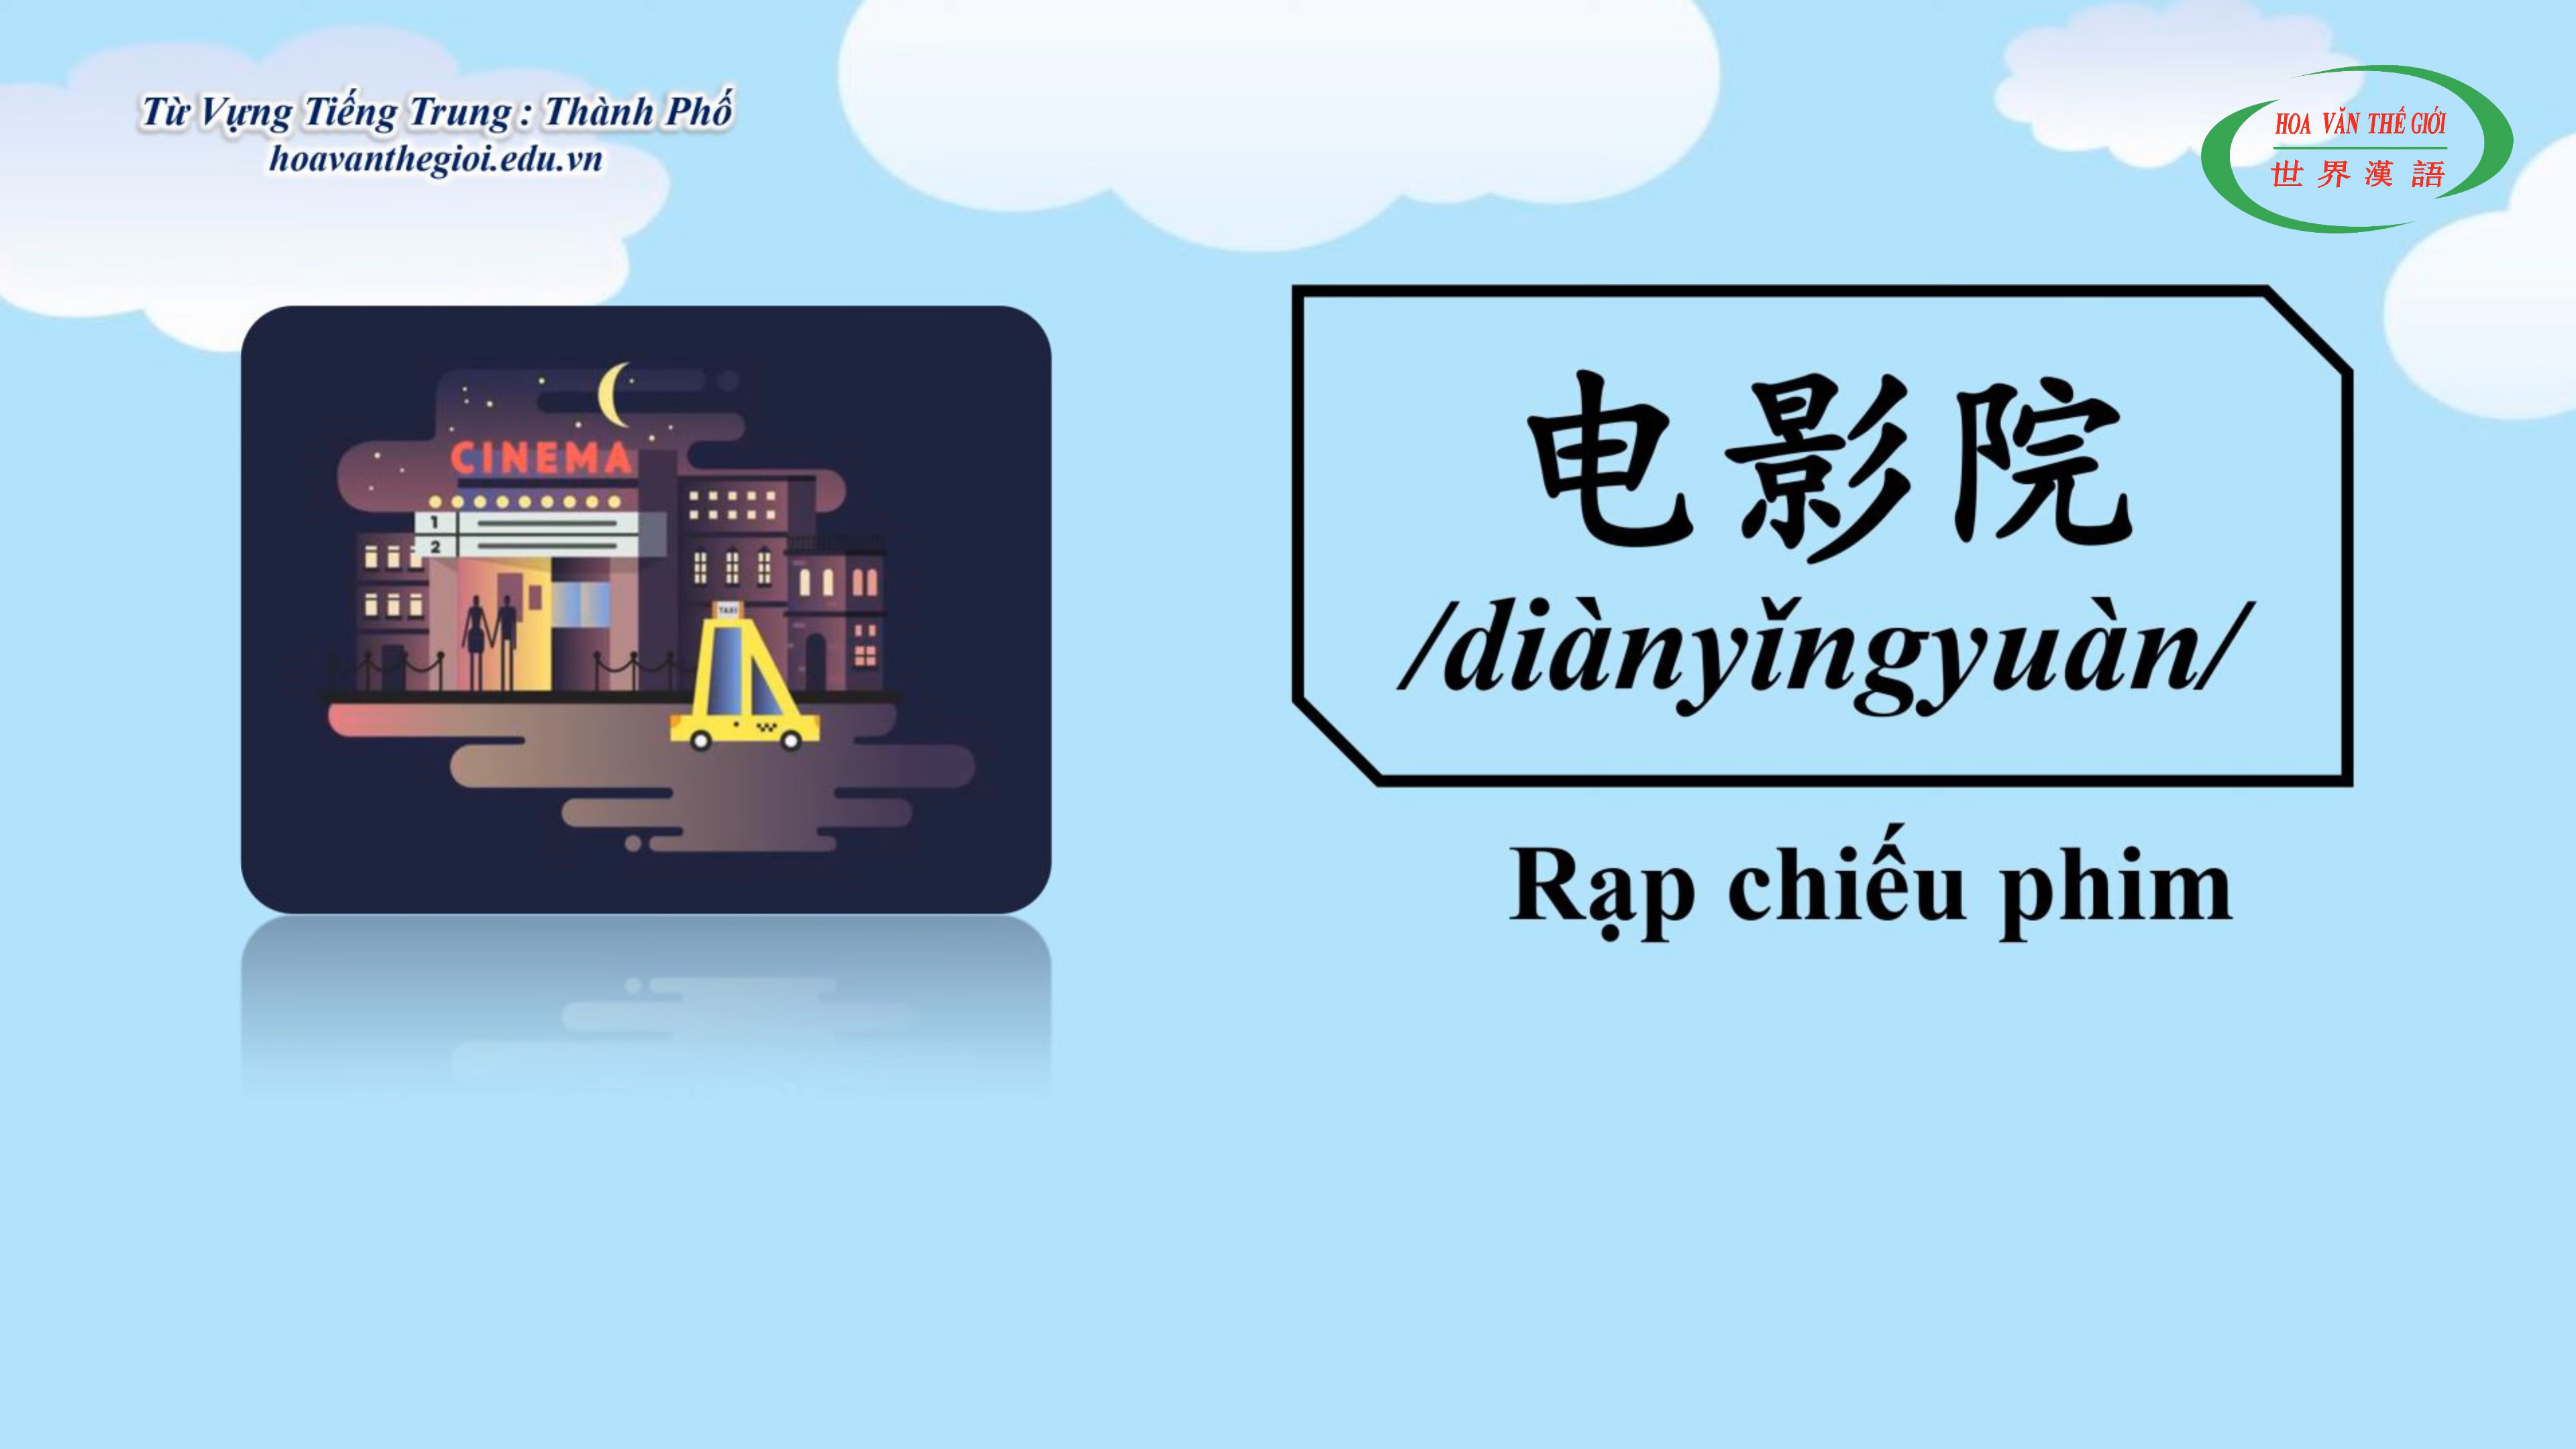 Từ Vựng Tiếng Trung : Thành Phố
hoavanthegioi.edu.vn
HOA VĂN THẾ GIỚI
世界漢語
CINEMA
1
2
TAXI
电影院
/diànyǐngyuàn/
Rạp chiếu phim